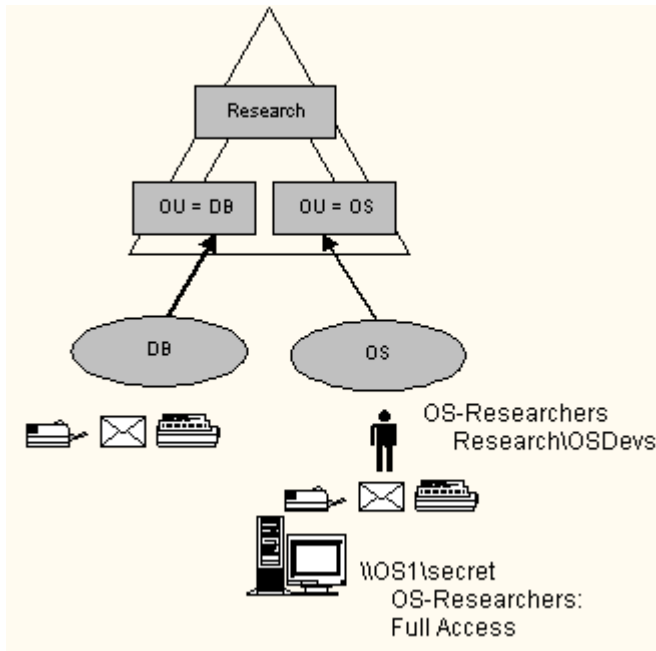 Research
OU = DB
OU = OS
DB
OS
OS-Researchers
Research\OSDevs
\\OS1\secret
OS-Researchers:
Full Access